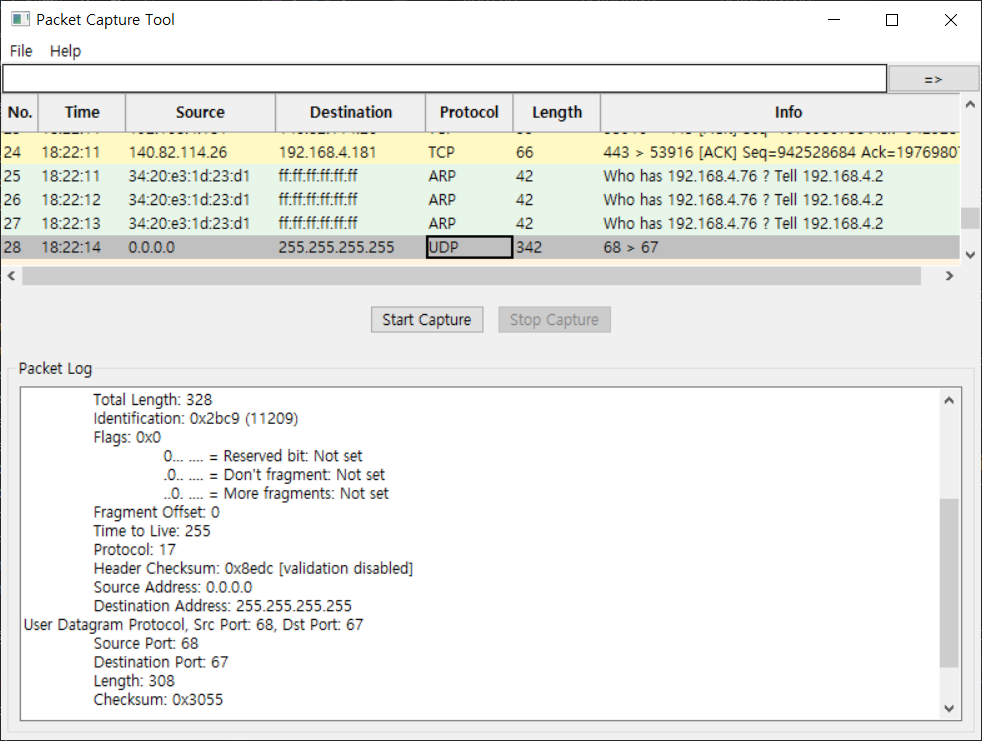 Packet Capture Tool
File Help
=>
No. Time Source Destination Protocol Length Info
24 18:22:11 140.82.114.26 192.168.4.181 TCP 66 443 > 53916 [ACK] Seq=942528684 Ack=1976980
25 18:22:11 34:20:e3:1d:23:d1 ff:ff:ff:ff:ff:ff ARP 42 Who has 192.168.4.76 ? Tell 192.168.4.2
26 18:22:12 34:20:e3:1d:23:d1 ff:ff:ff:ff:ff:ff ARP 42 Who has 192.168.4.76 ? Tell 192.168.4.2
27 18:22:13 34:20:e3:1d:23:d1 ff:ff:ff:ff:ff:ff ARP 42 Who has 192.168.4.76 ? Tell 192.168.4.2
28 18:22:14 0.0.0.0 255.255.255.255 UDP 342 68 > 67
Start Capture Stop Capture
Packet Log
Total Length: 328
Identification: 0x2bc9 (11209)
Flags: 0x0
0... .... = Reserved bit: Not set
.0.. .... = Don't fragment: Not set
..0. .... = More fragments: Not set
Fragment Offset: 0
Time to Live: 255
Protocol: 17
Header Checksum: 0x8edc [validation disabled]
Source Address: 0.0.0.0
Destination Address: 255.255.255.255
User Datagram Protocol, Src Port: 68, Dst Port: 67
Source Port: 68
Destination Port: 67
Length: 308
Checksum: 0x3055